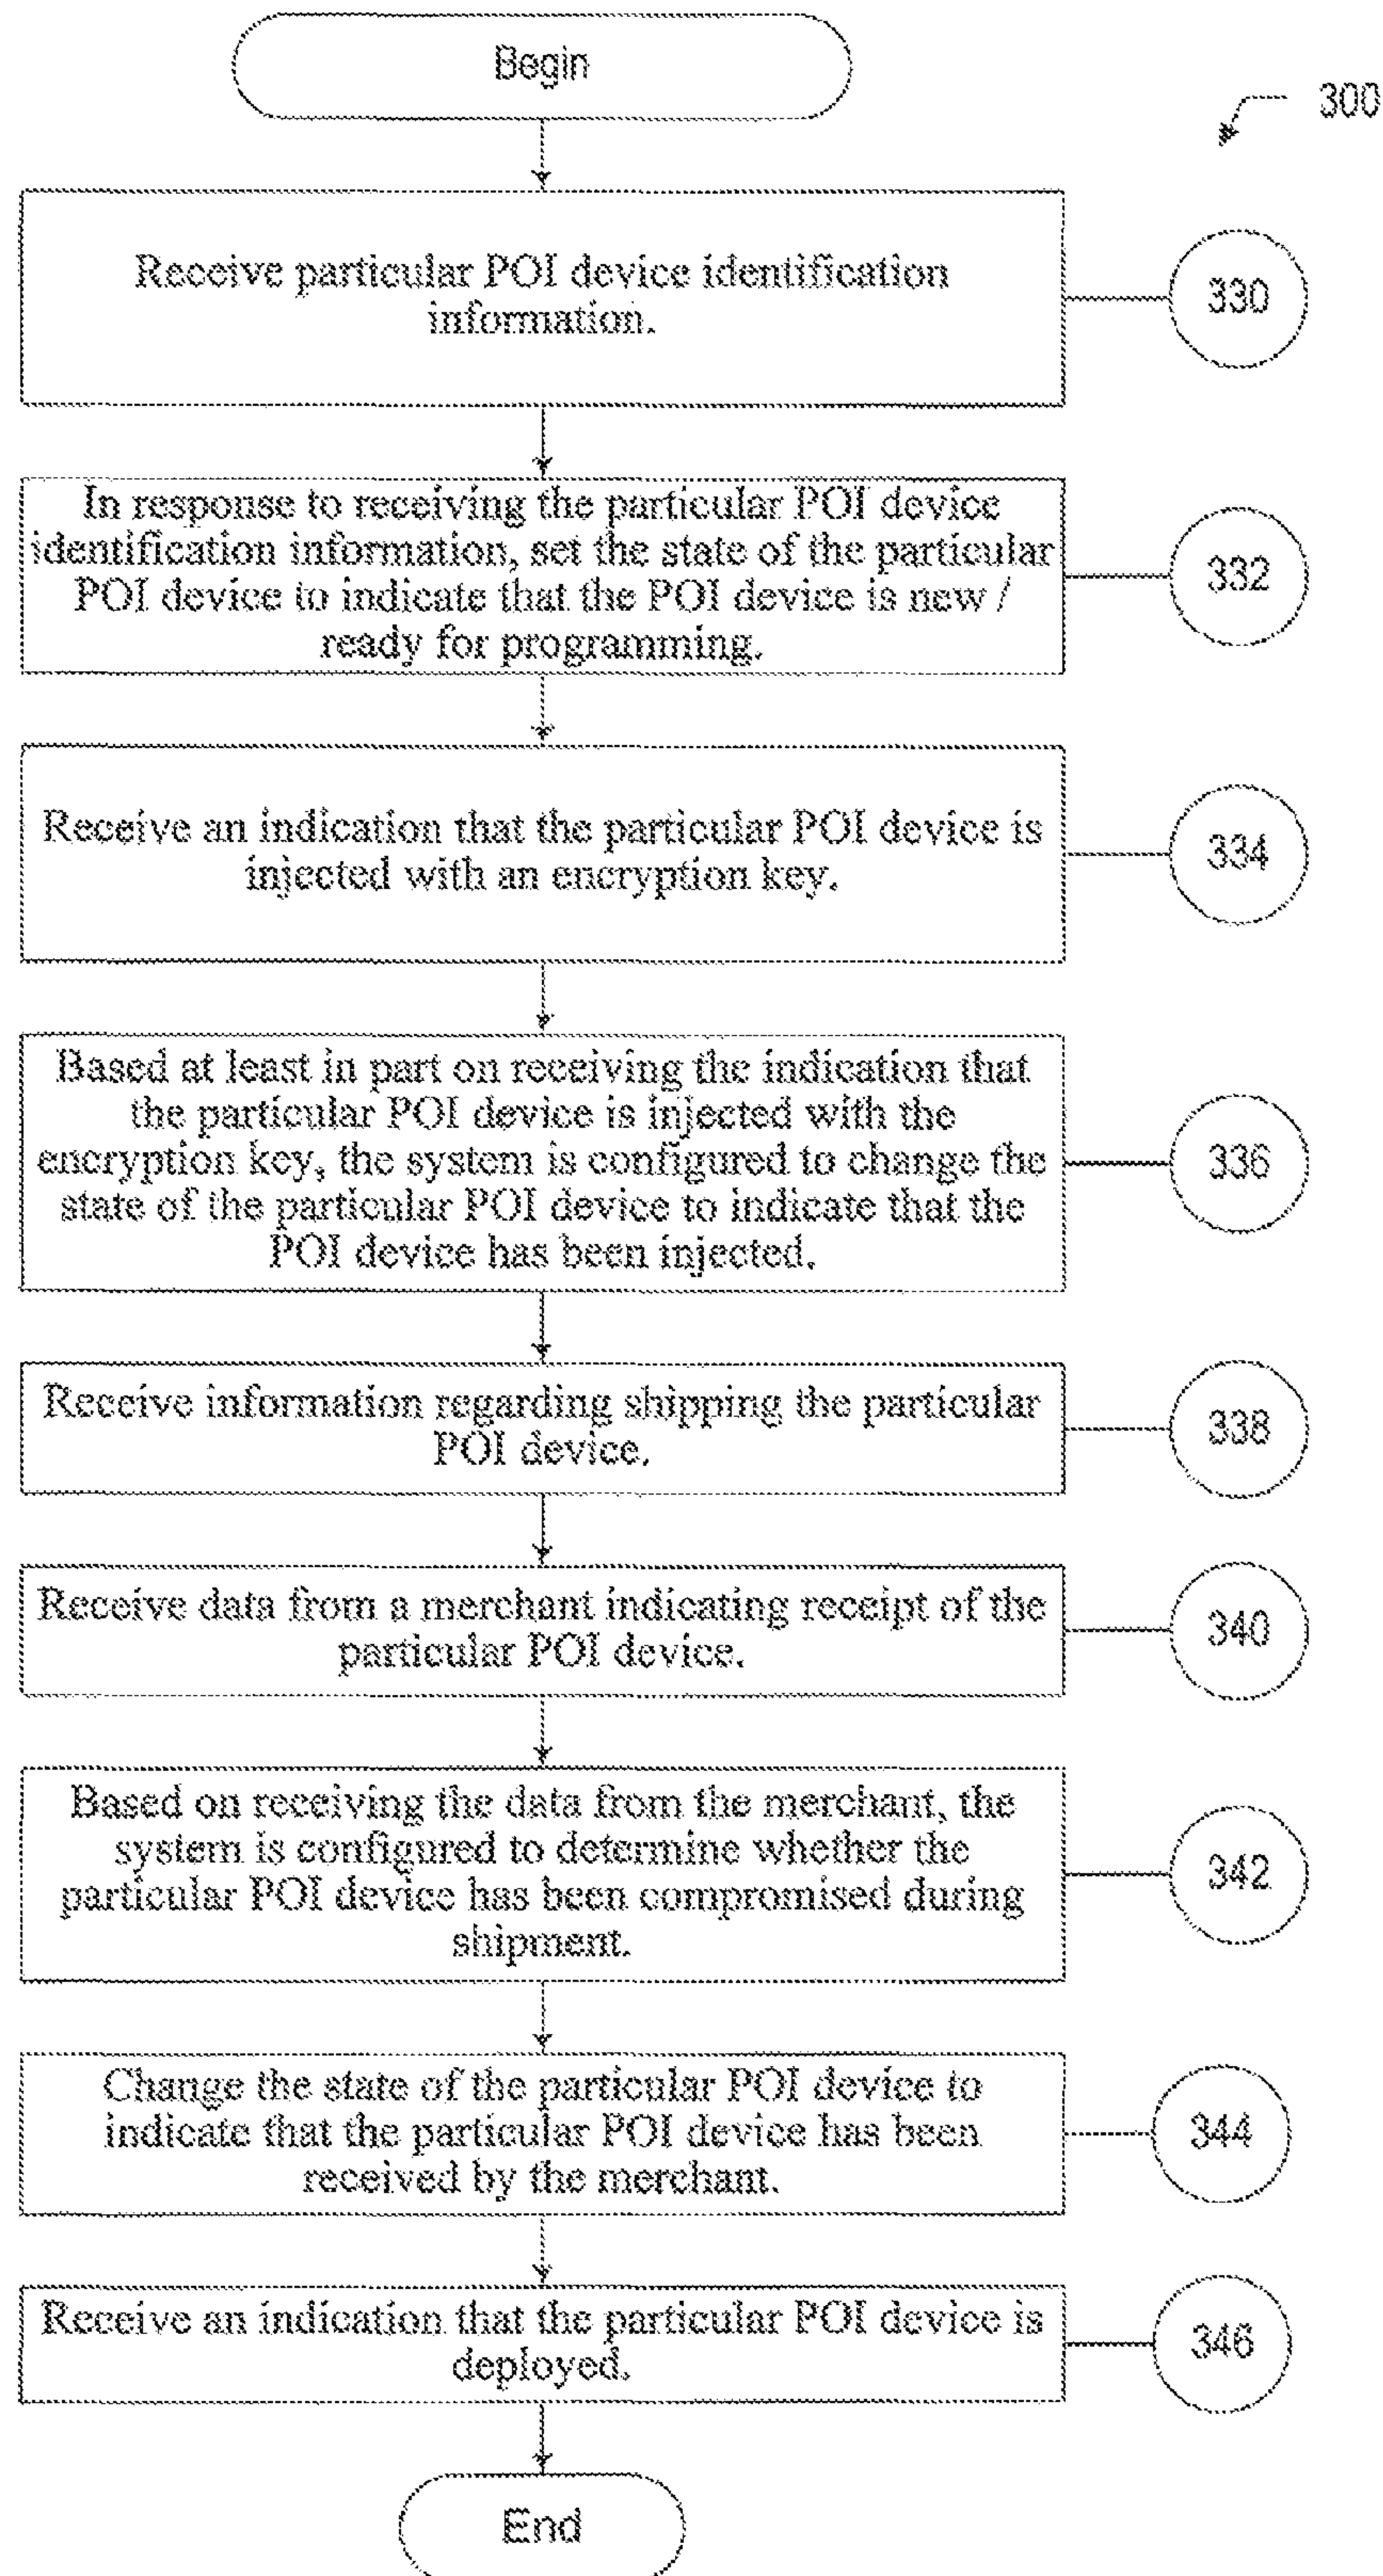 Begin
300
Receive particular POI device identification
information.
330
In response to receiving the particular POI device
identification information, set the state of the particular
POI device to indicate that the POI device is new /
ready for programming.
332
Receive an indication that the particular POI device is
injected with an encryption key.
334
Based at least in part on receiving the indication that
the particular POI device is injected with the
encryption key, the system is configured to change the
state of the particular POI device to indicate that the
POI device has been injected.
336
Receive information regarding shipping the particular
POI device.
338
Receive data from a merchant indicating receipt of the
particular POI device.
340
Based on receiving the data from the merchant, the
system is configured to determine whether the
particular POI device has been compromised during
shipment.
342
Change the state of the particular POI device to
indicate that the particular POI device has been
received by the merchant.
344
Receive an indication that the particular POI device is
deployed.
346
End